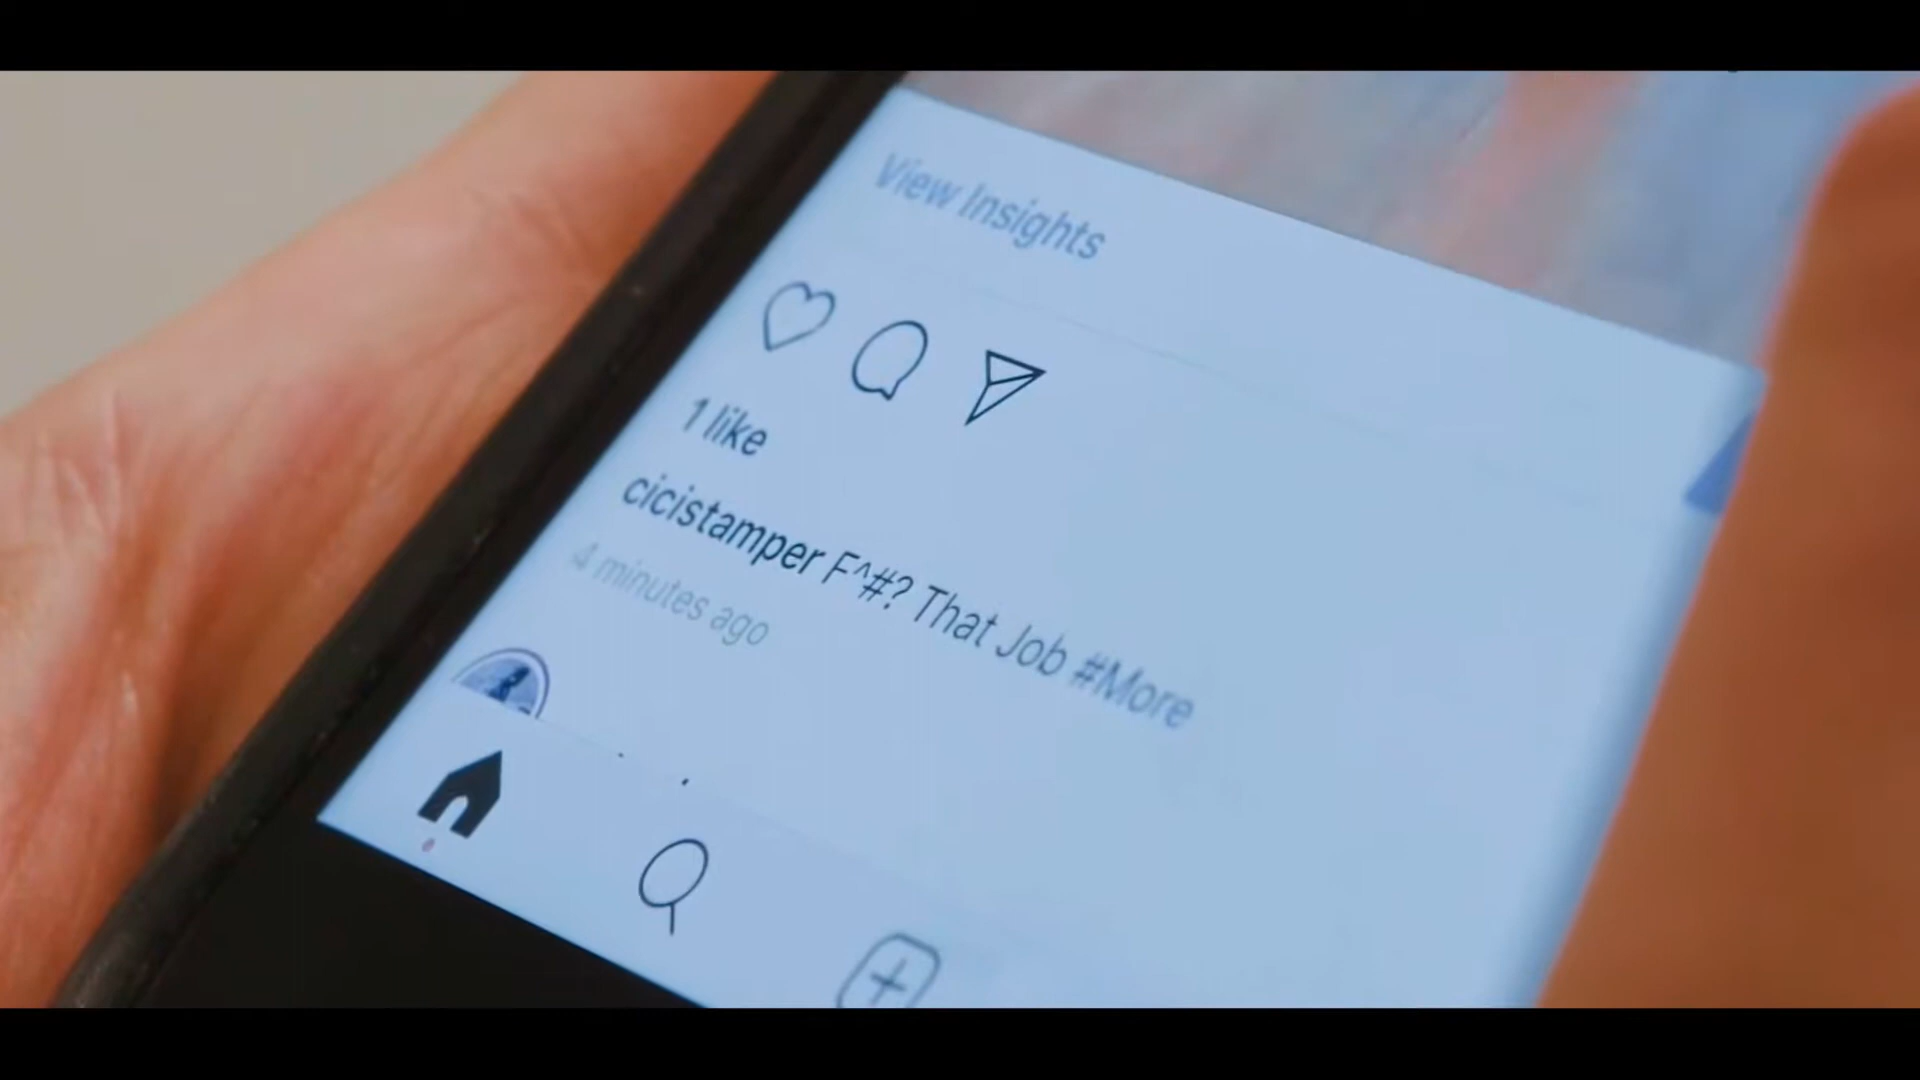 View Insights
1 like
cicistamper F^#? That Job #More
4 minutes ago